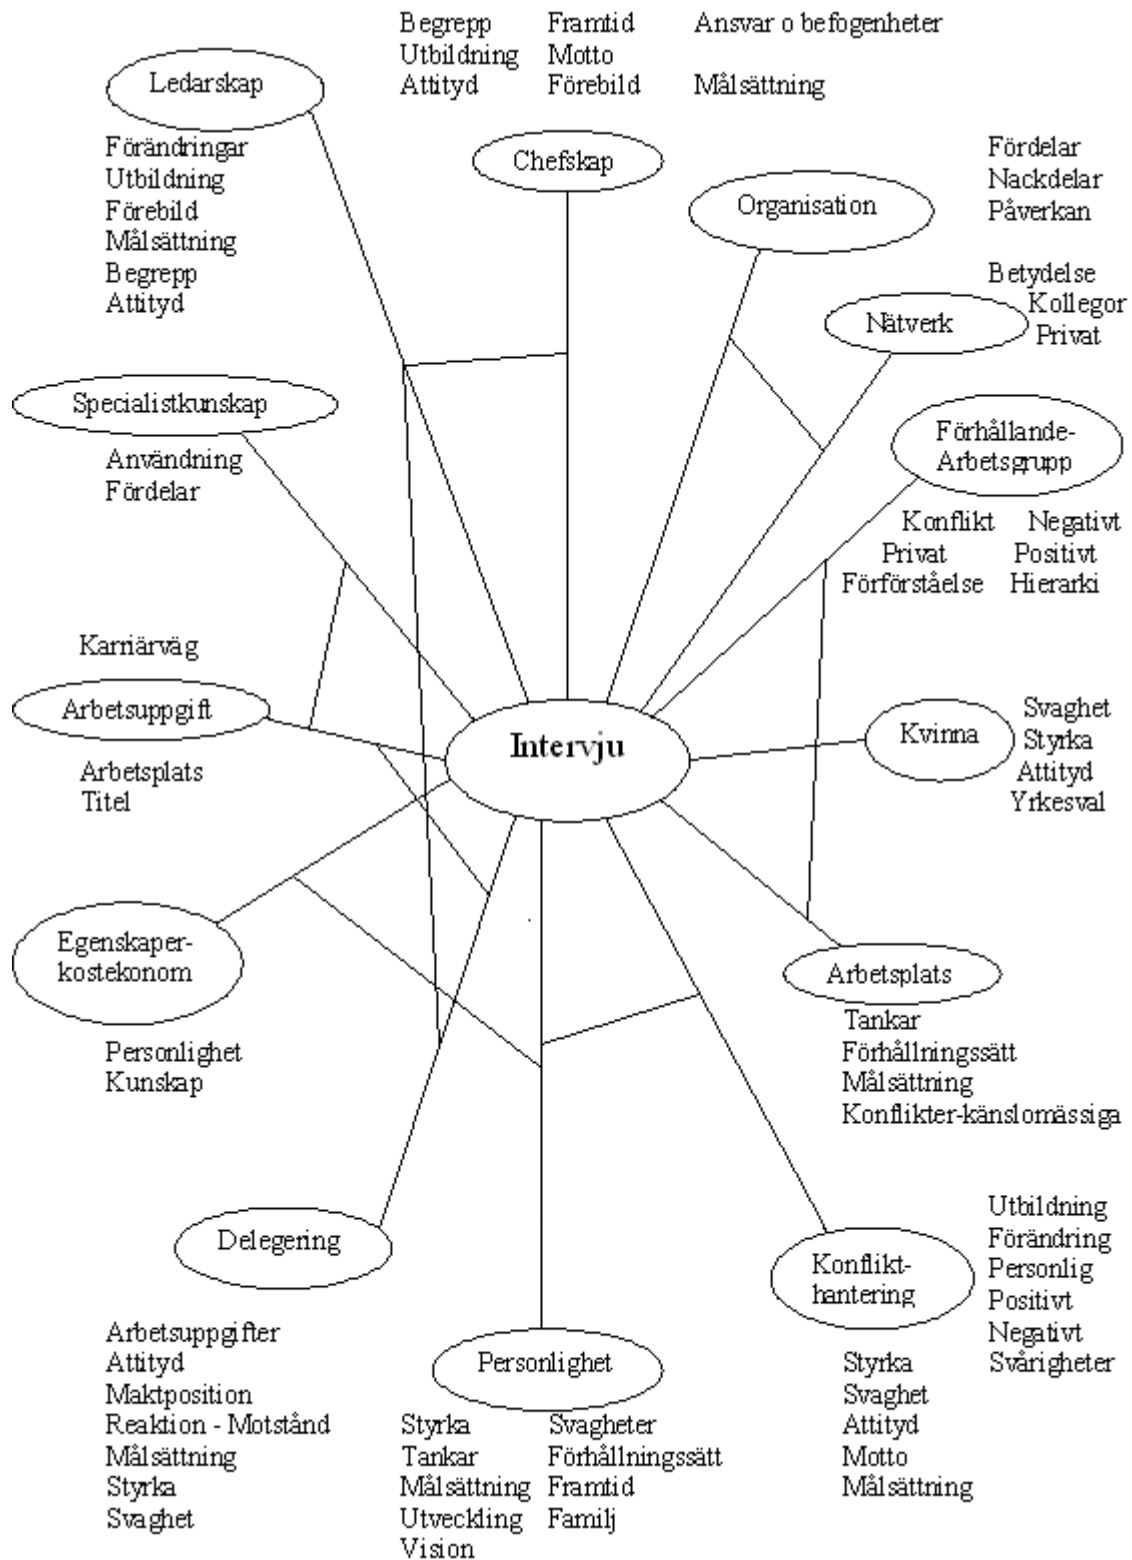 Begrepp Framtid Ansvar o befogenheter
Utbildning Motto
Attityd Förebild Målsättning
Ledarskap
Förändringar
Utbildning
Förebild
Målsättning
Begrepp
Attityd
Chefskap
Organisation
Fördelar
Nackdelar
Påverkan
Betydelse
Kollegor
Privat
Nätverk
Specialistkunskap
Användning
Fördelar
Förhållande-
Arbetsgrupp
Konflikt Negativt
Privat Positivt
Förförståelse Hierarki
Karriärväg
Arbetsuppgift
Arbetsplats
Titel
Intervju
Kvinna
Svaghet
Styrka
Attityd
Yrkesval
Egenskaper-
kostekonom
Personlighet
Kunskap
Arbetsplats
Tankar
Förhållningssätt
Målsättning
Konflikter-känslomässiga
Delegering
Arbetsuppgifter
Attityd
Maktposition
Reaktion - Motstånd
Målsättning
Styrka
Svaghet
Personlighet
Styrka Svagheter
Tankar Förhållningssätt
Målsättning Framtid
Utveckling Familj
Vision
Konflikt-
hantering
Utbildning
Förändring
Personlig
Positivt
Negativt
Svårigheter
Styrka
Svaghet
Attityd
Motto
Målsättning